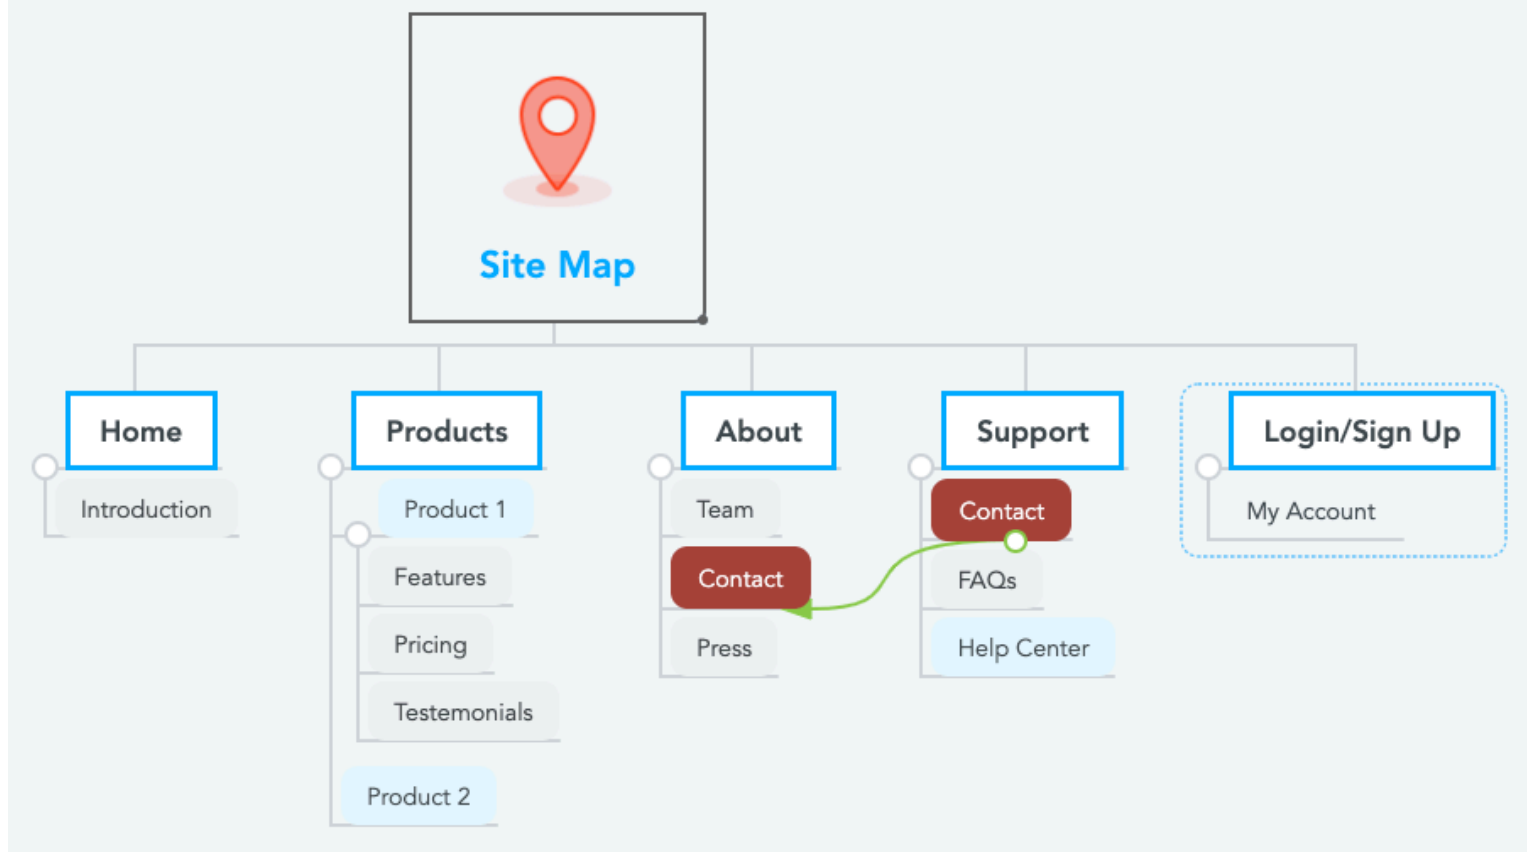 Site Map
Home
Introduction
Products
Product 1
Features
Pricing
Testemonials
Product 2
About
Team
Contact
Press
Support
Contact
FAQs
Help Center
Login/Sign Up
My Account